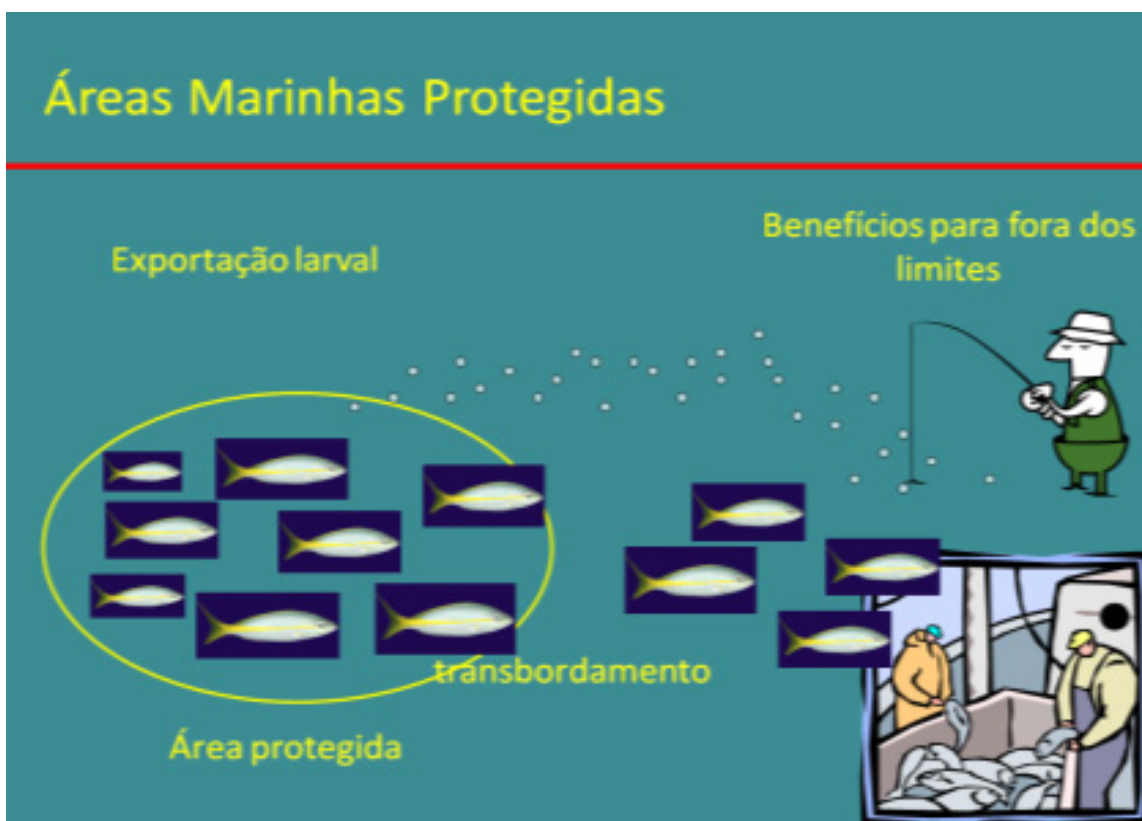 Áreas Marinhas Protegidas
Exportação larval
Benefícios para fora dos
limites
transbordamento
Área protegida